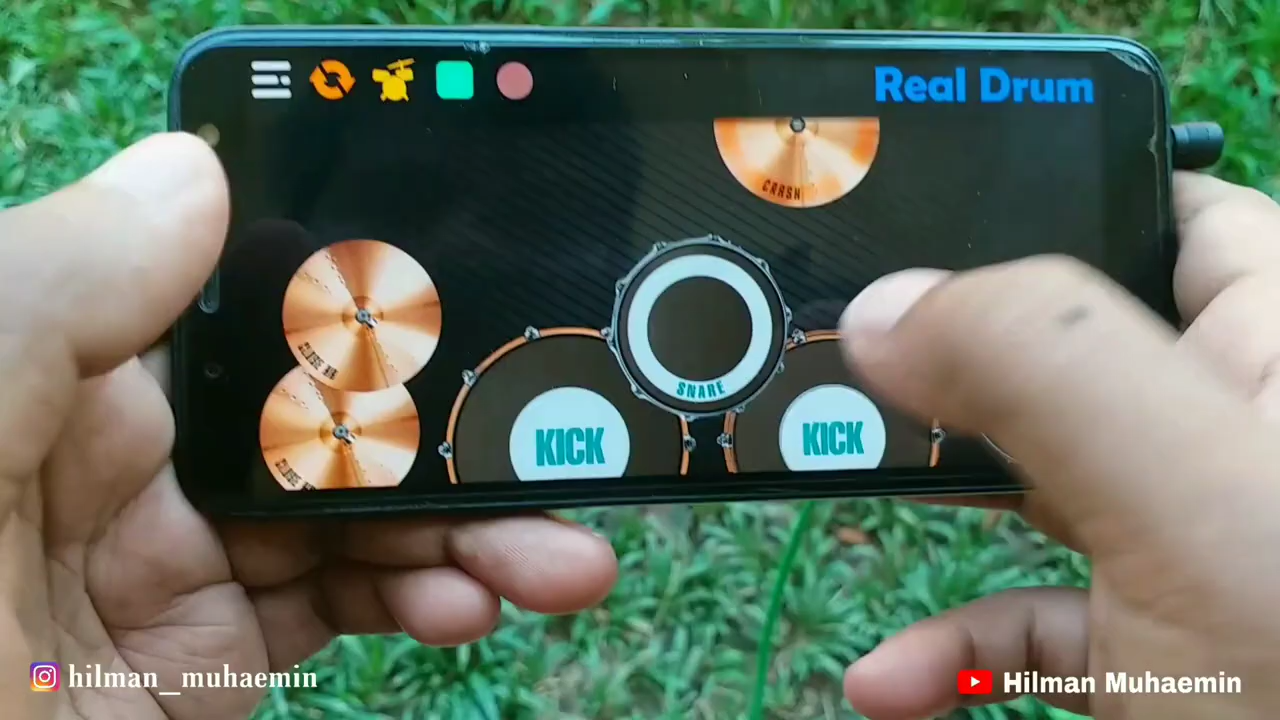 Real Drum
CRASH
SNARE
KICK
KICK
hilman_muhaemin
Hilman Muhaemin